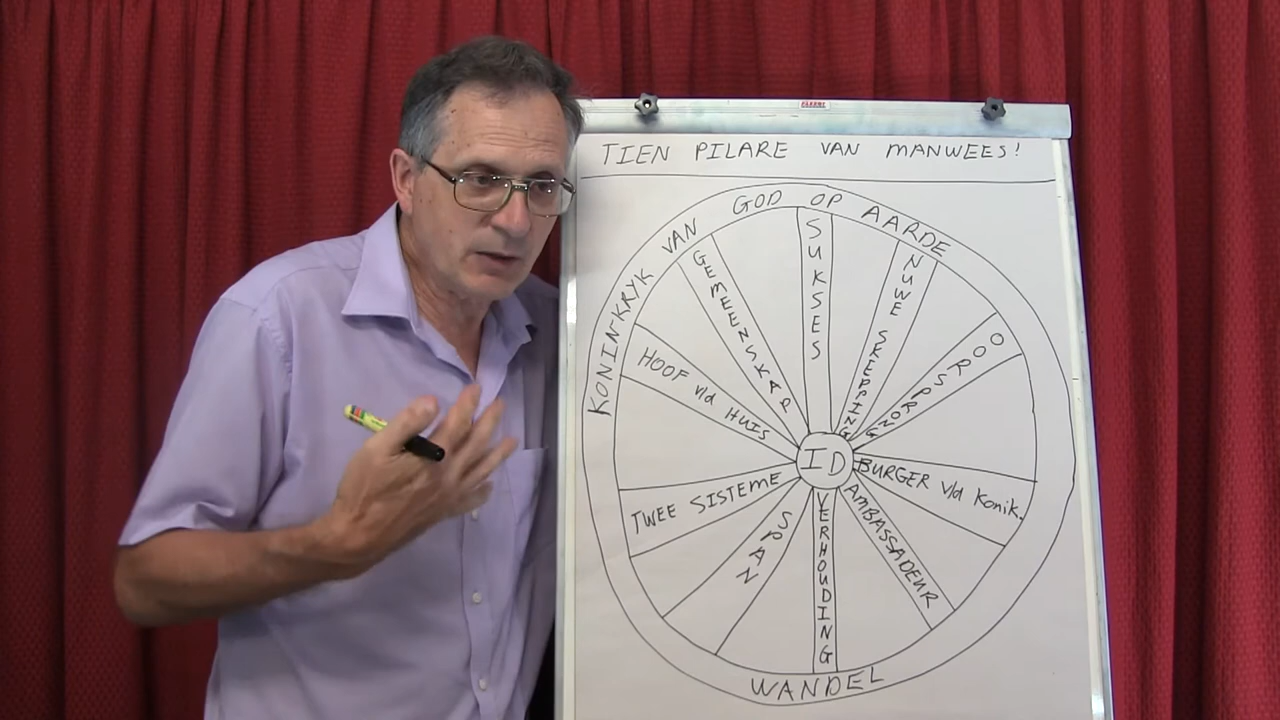 TIEN PILARE VAN MANWEES!
KONINKRYK VAN GOD OP AARDE
SUKSES
NUWE SKEPPING
OORSPRONG
BURGER v/d Konik.
AMBASSADEUR
VERHOUDING
SPAN
TWEE SISTEME
HOOF v/d HUIS
GEMEENSKAP
ID
WANDEL